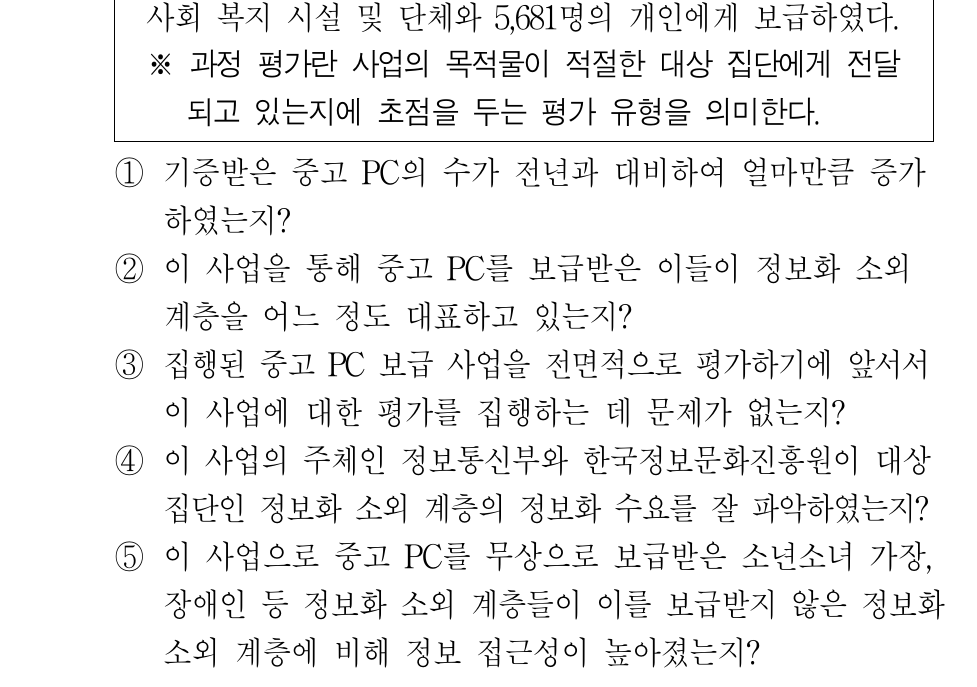 사회 복지 시설 및 단체와 5,681명의 개인에게 보급하였다.
※ 과정 평가란 사업의 목적물이 적절한 대상 집단에게 전달
되고 있는지에 초점을 두는 평가 유형을 의미한다.
① 기증받은 중고 PC의 수가 전년과 대비하여 얼마만큼 증가
하였는지?
② 이 사업을 통해 중고 PC를 보급받은 이들이 정보화 소외
계층을 어느 정도 대표하고 있는지?
③ 집행된 중고 PC 보급 사업을 전면적으로 평가하기에 앞서서
이 사업에 대한 평가를 집행하는 데 문제가 없는지?
④ 이 사업의 주체인 정보통신부와 한국정보문화진흥원이 대상
집단인 정보화 소외 계층의 정보화 수요를 잘 파악하였는지?
⑤ 이 사업으로 중고 PC를 무상으로 보급받은 소년소녀 가장,
장애인 등 정보화 소외 계층들이 이를 보급받지 않은 정보화
소외 계층에 비해 정보 접근성이 높아졌는지?